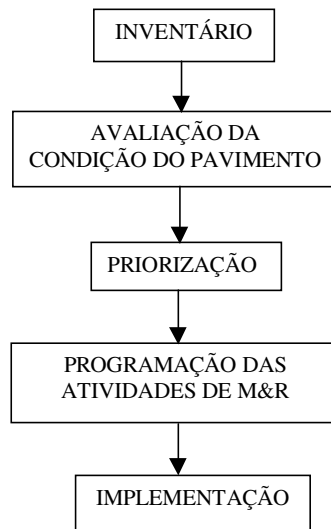 INVENTÁRIO
AVALIAÇÃO DA
CONDIÇÃO DO PAVIMENTO
PRIORIZAÇÃO
PROGRAMAÇÃO DAS
ATIVIDADES DE M&R
IMPLEMENTAÇÃO